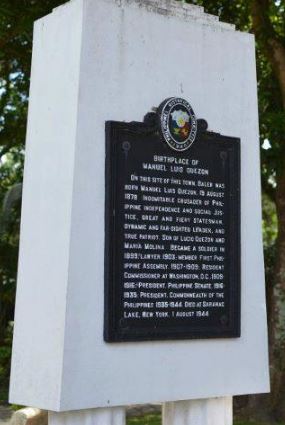 BIRTHPLACE OF
MANUEL LUIS QUEZON
ON THIS SITE OF THIS TOWN, BALER WAS
BORN MANUEL LUIS QUEZON, 19 AUGUST
1878. INDOMITABLE CRUSADER OF PHIL-
IPPINE INDEPENDENCE AND SOCIAL JUS-
TICE, GREAT AND FIERY STATESMAN,
DYNAMIC AND FAR-SIGHTED LEADER, AND
TRUE PATRIOT. SON OF LUCIO QUEZON AND
MARIA MOLINA. BECAME A SOLDIER IN
1899; LAWYER 1903; MEMBER FIRST PHIL-
IPPINE ASSEMBLY, 1907-1909; RESIDENT
COMMISSIONER AT WASHINGTON, D.C. 1909-
1916; PRESIDENT, PHILIPPINE SENATE, 1916-
1935; PRESIDENT, COMMONWEALTH OF THE
PHILIPPINES 1935-1944. DIED AT SARANAC
LAKE, NEW YORK, 1 AUGUST 1944